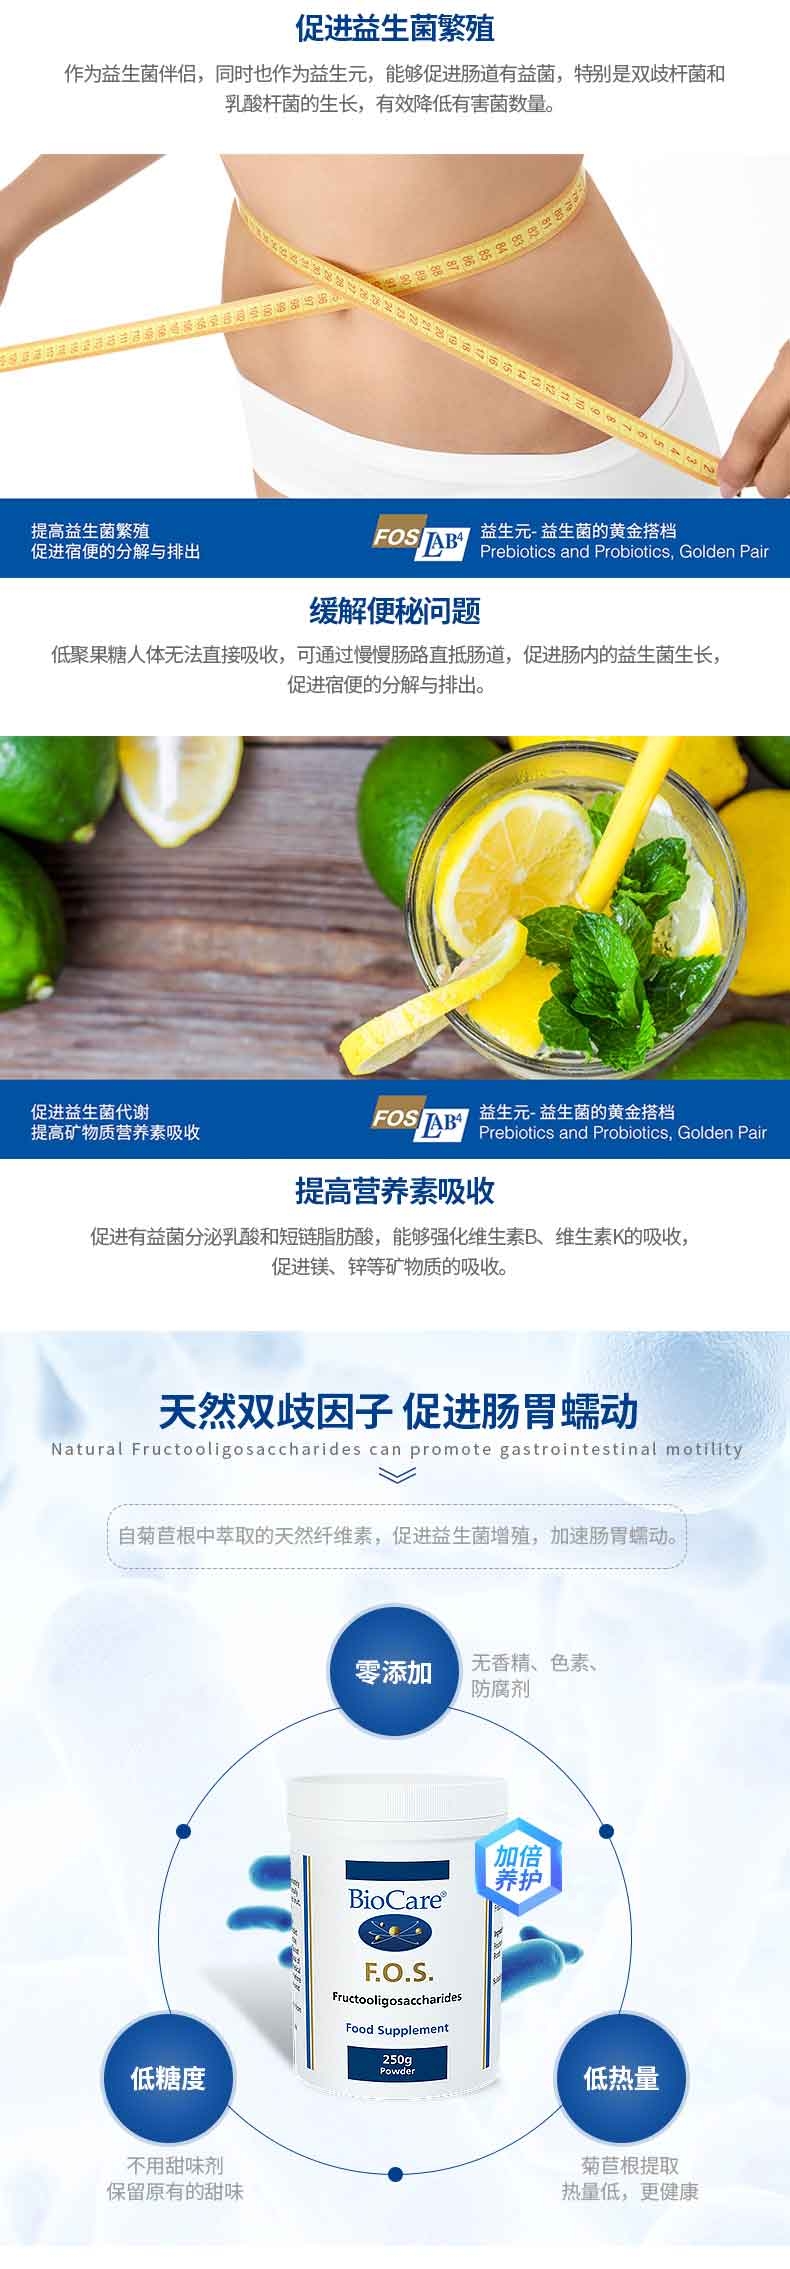 促进益生菌繁殖
作为益生菌伴侣，同时也作为益生元，能够促进肠道有益菌，特别是双歧杆菌和
乳酸杆菌的生长，有效降低有害菌数量。
提高益生菌繁殖
促进宿便的分解与排出
FOS LAB⁴
益生元- 益生菌的黄金搭档
Prebiotics and Probiotics, Golden Pair
缓解便秘问题
低聚果糖人体无法直接吸收，可通过慢慢肠路直抵肠道，促进肠内的益生菌生长，
促进宿便的分解与排出。
促进益生菌代谢
提高矿物质营养素吸收
FOS LAB⁴
益生元- 益生菌的黄金搭档
Prebiotics and Probiotics, Golden Pair
提高营养素吸收
促进有益菌分泌乳酸和短链脂肪酸，能够强化维生素B、维生素K的吸收，
促进镁、锌等矿物质的吸收。
天然双歧因子 促进肠胃蠕动
Natural Fructooligosaccharides can promote gastrointestinal motility
自菊苣根中萃取的天然纤维素，促进益生菌增殖，加速肠胃蠕动。
零添加
无香精、色素、
防腐剂
加倍
养护
BioCare®
F.O.S.
Fructooligosaccharides
Food Supplement
250g
Powder
低糖度
不用甜味剂
保留原有的甜味
低热量
菊苣根提取
热量低，更健康